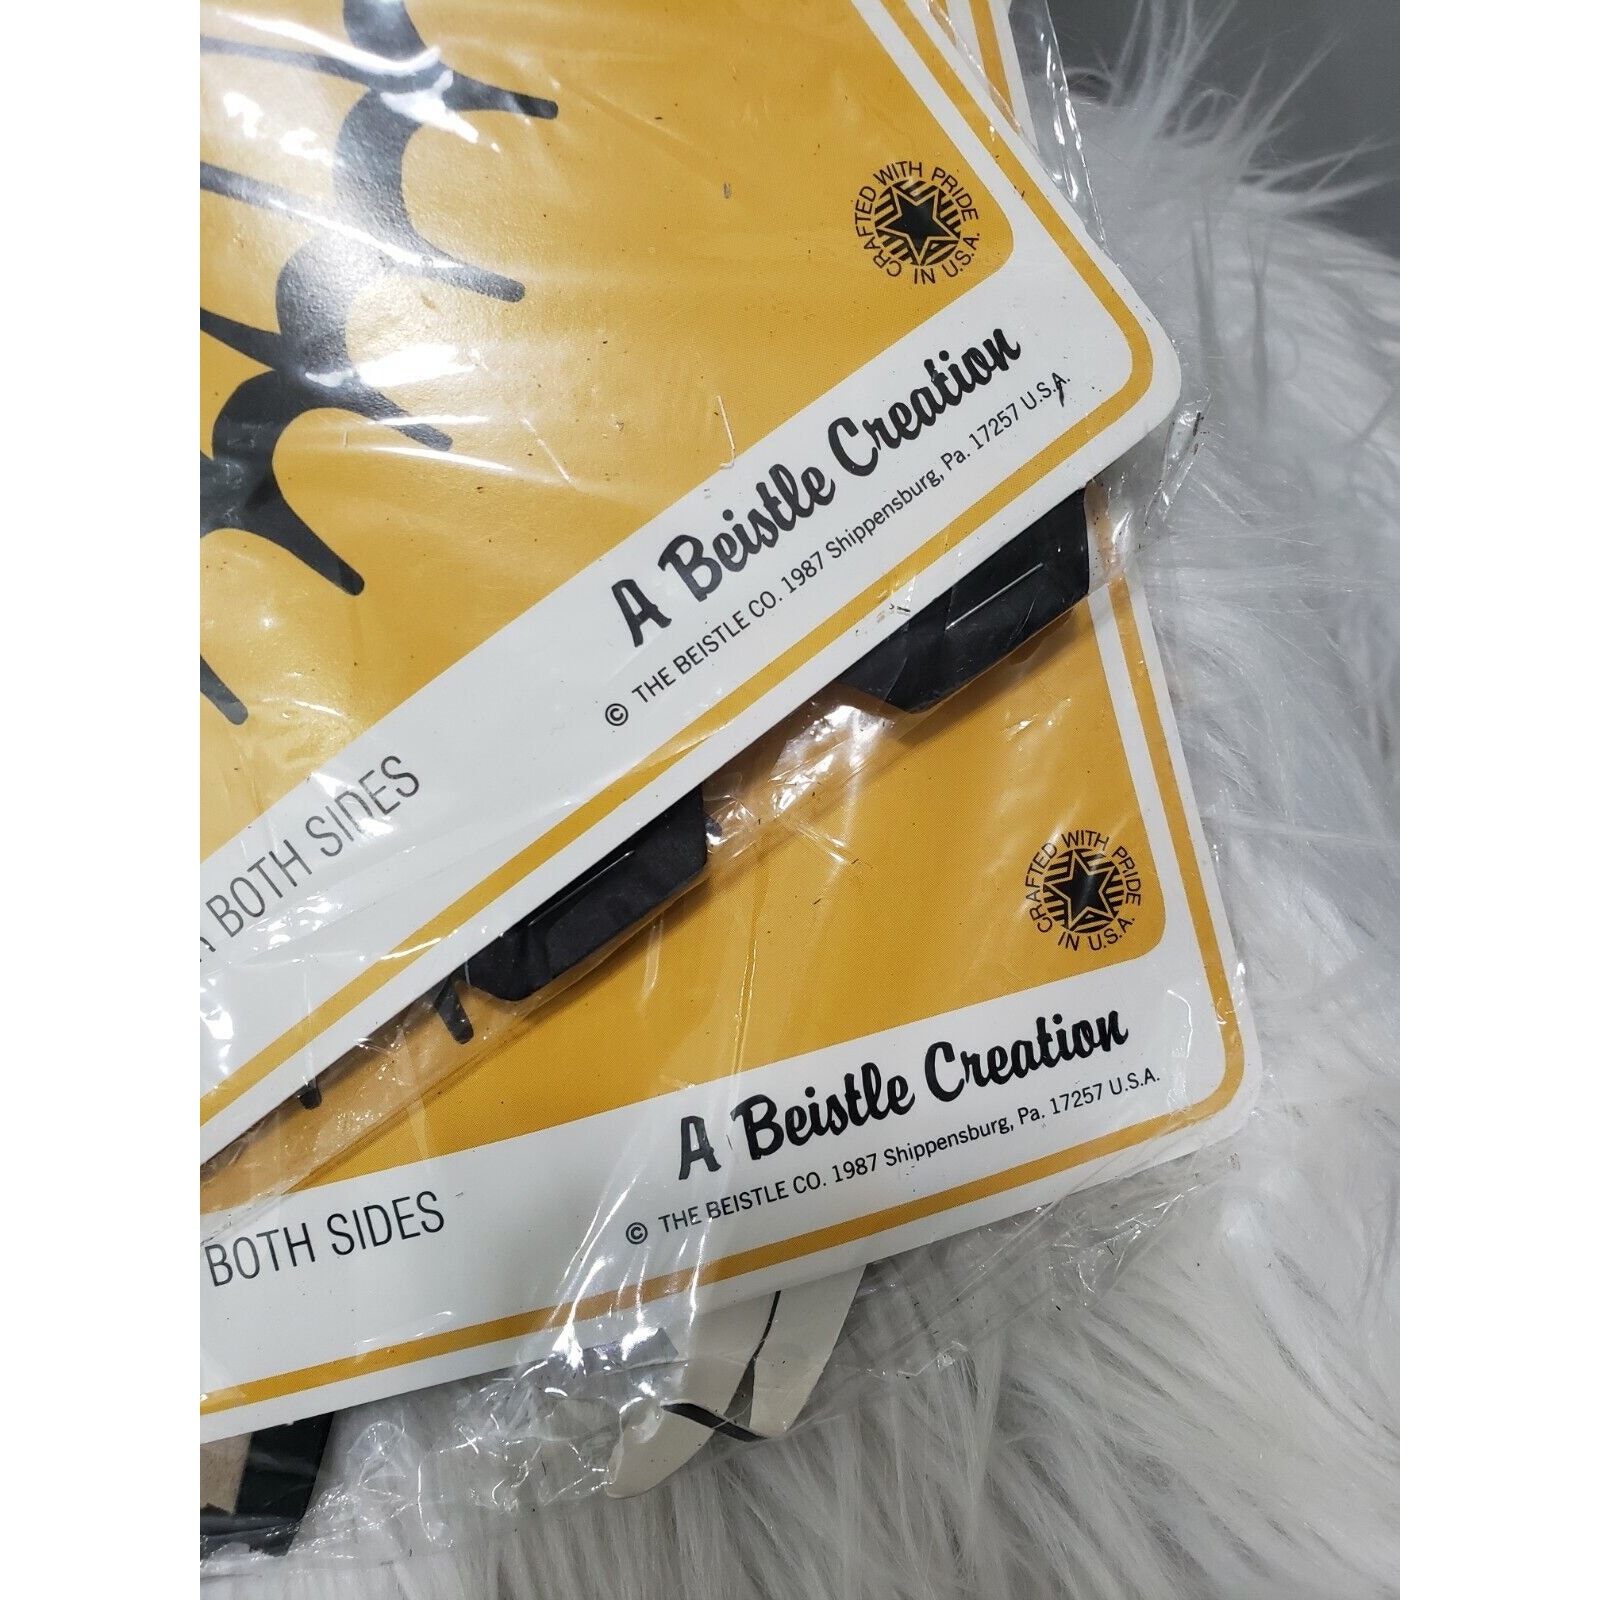 CRAFTED WITH PRIDE
IN U.S.A.
A Beistle Creation
© THE BEISTLE CO. 1987 Shippensburg, Pa. 17257 U.S.A.
BOTH SIDES
CRAFTED WITH PRIDE
IN U.S.A.
A Beistle Creation
© THE BEISTLE CO. 1987 Shippensburg, Pa. 17257 U.S.A.
BOTH SIDES